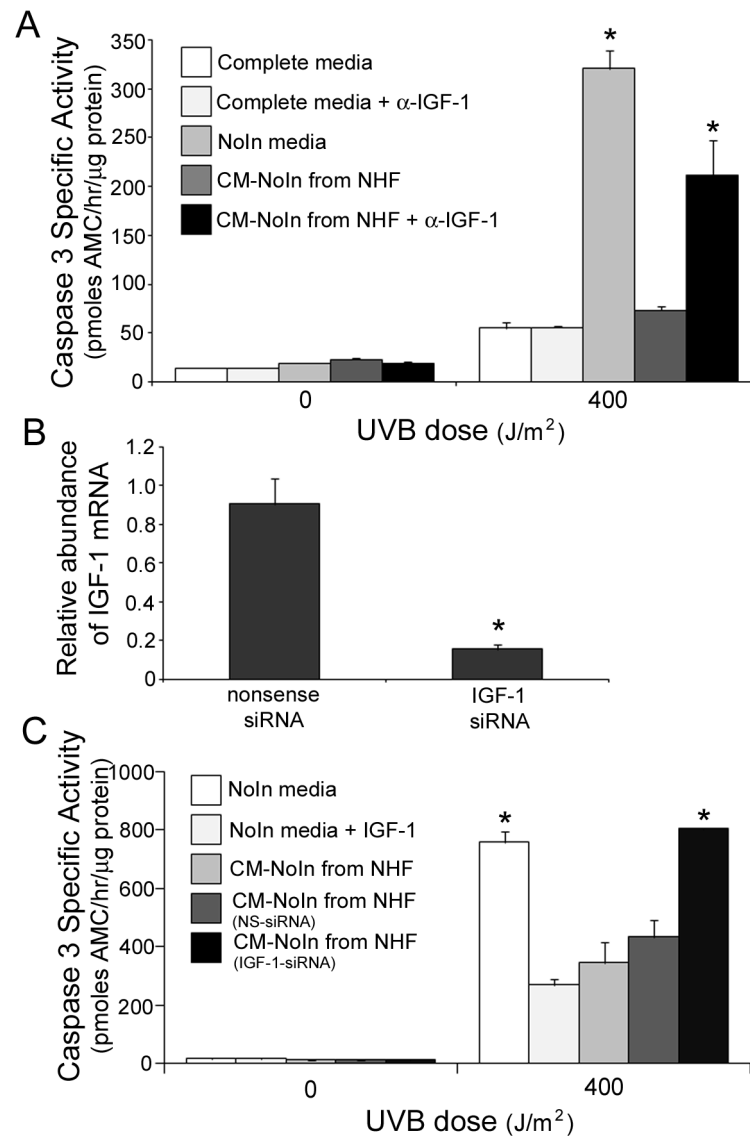 A
Caspase 3 Specific Activity
(pmoles AMC/hr/µg protein)
350
300
250
200
150
100
50
0
Complete media
Complete media + α-IGF-1
NoIn media
CM-NoIn from NHF
CM-NoIn from NHF + α-IGF-1
*
*
0
400
UVB dose (J/m²)
B
Relative abundance
of IGF-1 mRNA
1.2
1.0
0.8
0.6
0.4
0.2
0
*
nonsense
siRNA
IGF-1
siRNA
C
Caspase 3 Specific Activity
(pmoles AMC/hr/µg protein)
1000
800
600
400
200
0
NoIn media
NoIn media + IGF-1
CM-NoIn from NHF
CM-NoIn from NHF
(NS-siRNA)
CM-NoIn from NHF
(IGF-1-siRNA)
*
*
0
400
UVB dose (J/m²)